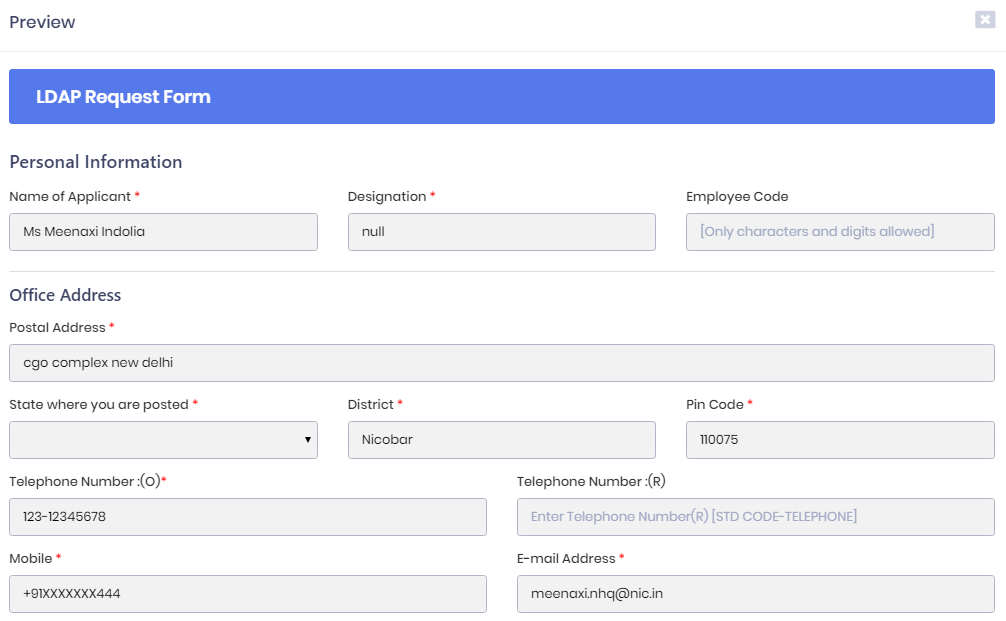 Preview
LDAP Request Form
Personal Information
Name of Applicant * Designation * Employee Code
Ms Meenaxi Indolia null [Only characters and digits allowed]
Office Address
Postal Address *
cgo complex new delhi
State where you are posted * District * Pin Code *
Nicobar 110075
Telephone Number :(O)* Telephone Number :(R)
123-12345678 Enter Telephone Number(R) [STD CODE-TELEPHONE]
Mobile * E-mail Address *
+91XXXXXXX444 meenaxi.nhq@nic.in